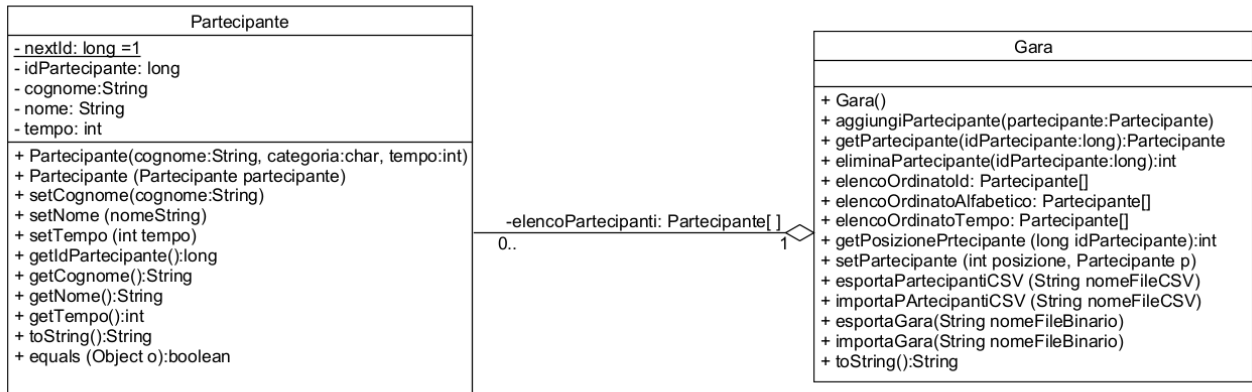 Partecipante
- nextId: long =1
- idPartecipante: long
- cognome:String
- nome: String
- tempo: int
+ Partecipante(cognome:String, categoria:char, tempo:int)
+ Partecipante (Partecipante partecipante)
+ setCognome(cognome:String)
+ setNome (nomeString)
+ setTempo (int tempo)
+ getIdPartecipante():long
+ getCognome():String
+ getNome():String
+ getTempo():int
+ toString():String
+ equals (Object o):boolean
-elencoPartecipanti: Partecipante[ ]
0..
1
Gara
+ Gara()
+ aggiungiPartecipante(partecipante:Partecipante)
+ getPartecipante(idPartecipante:long):Partecipante
+ eliminaPartecipante(idPartecipante:long):int
+ elencoOrdinatoId: Partecipante[]
+ elencoOrdinatoAlfabetico: Partecipante[]
+ elencoOrdinatoTempo: Partecipante[]
+ getPosizionePrtecipante (long idPartecipante):int
+ setPartecipante (int posizione, Partecipante p)
+ esportaPartecipantiCSV (String nomeFileCSV)
+ importaPArtecipantiCSV (String nomeFileCSV)
+ esportaGara(String nomeFileBinario)
+ importaGara(String nomeFileBinario)
+ toString():String